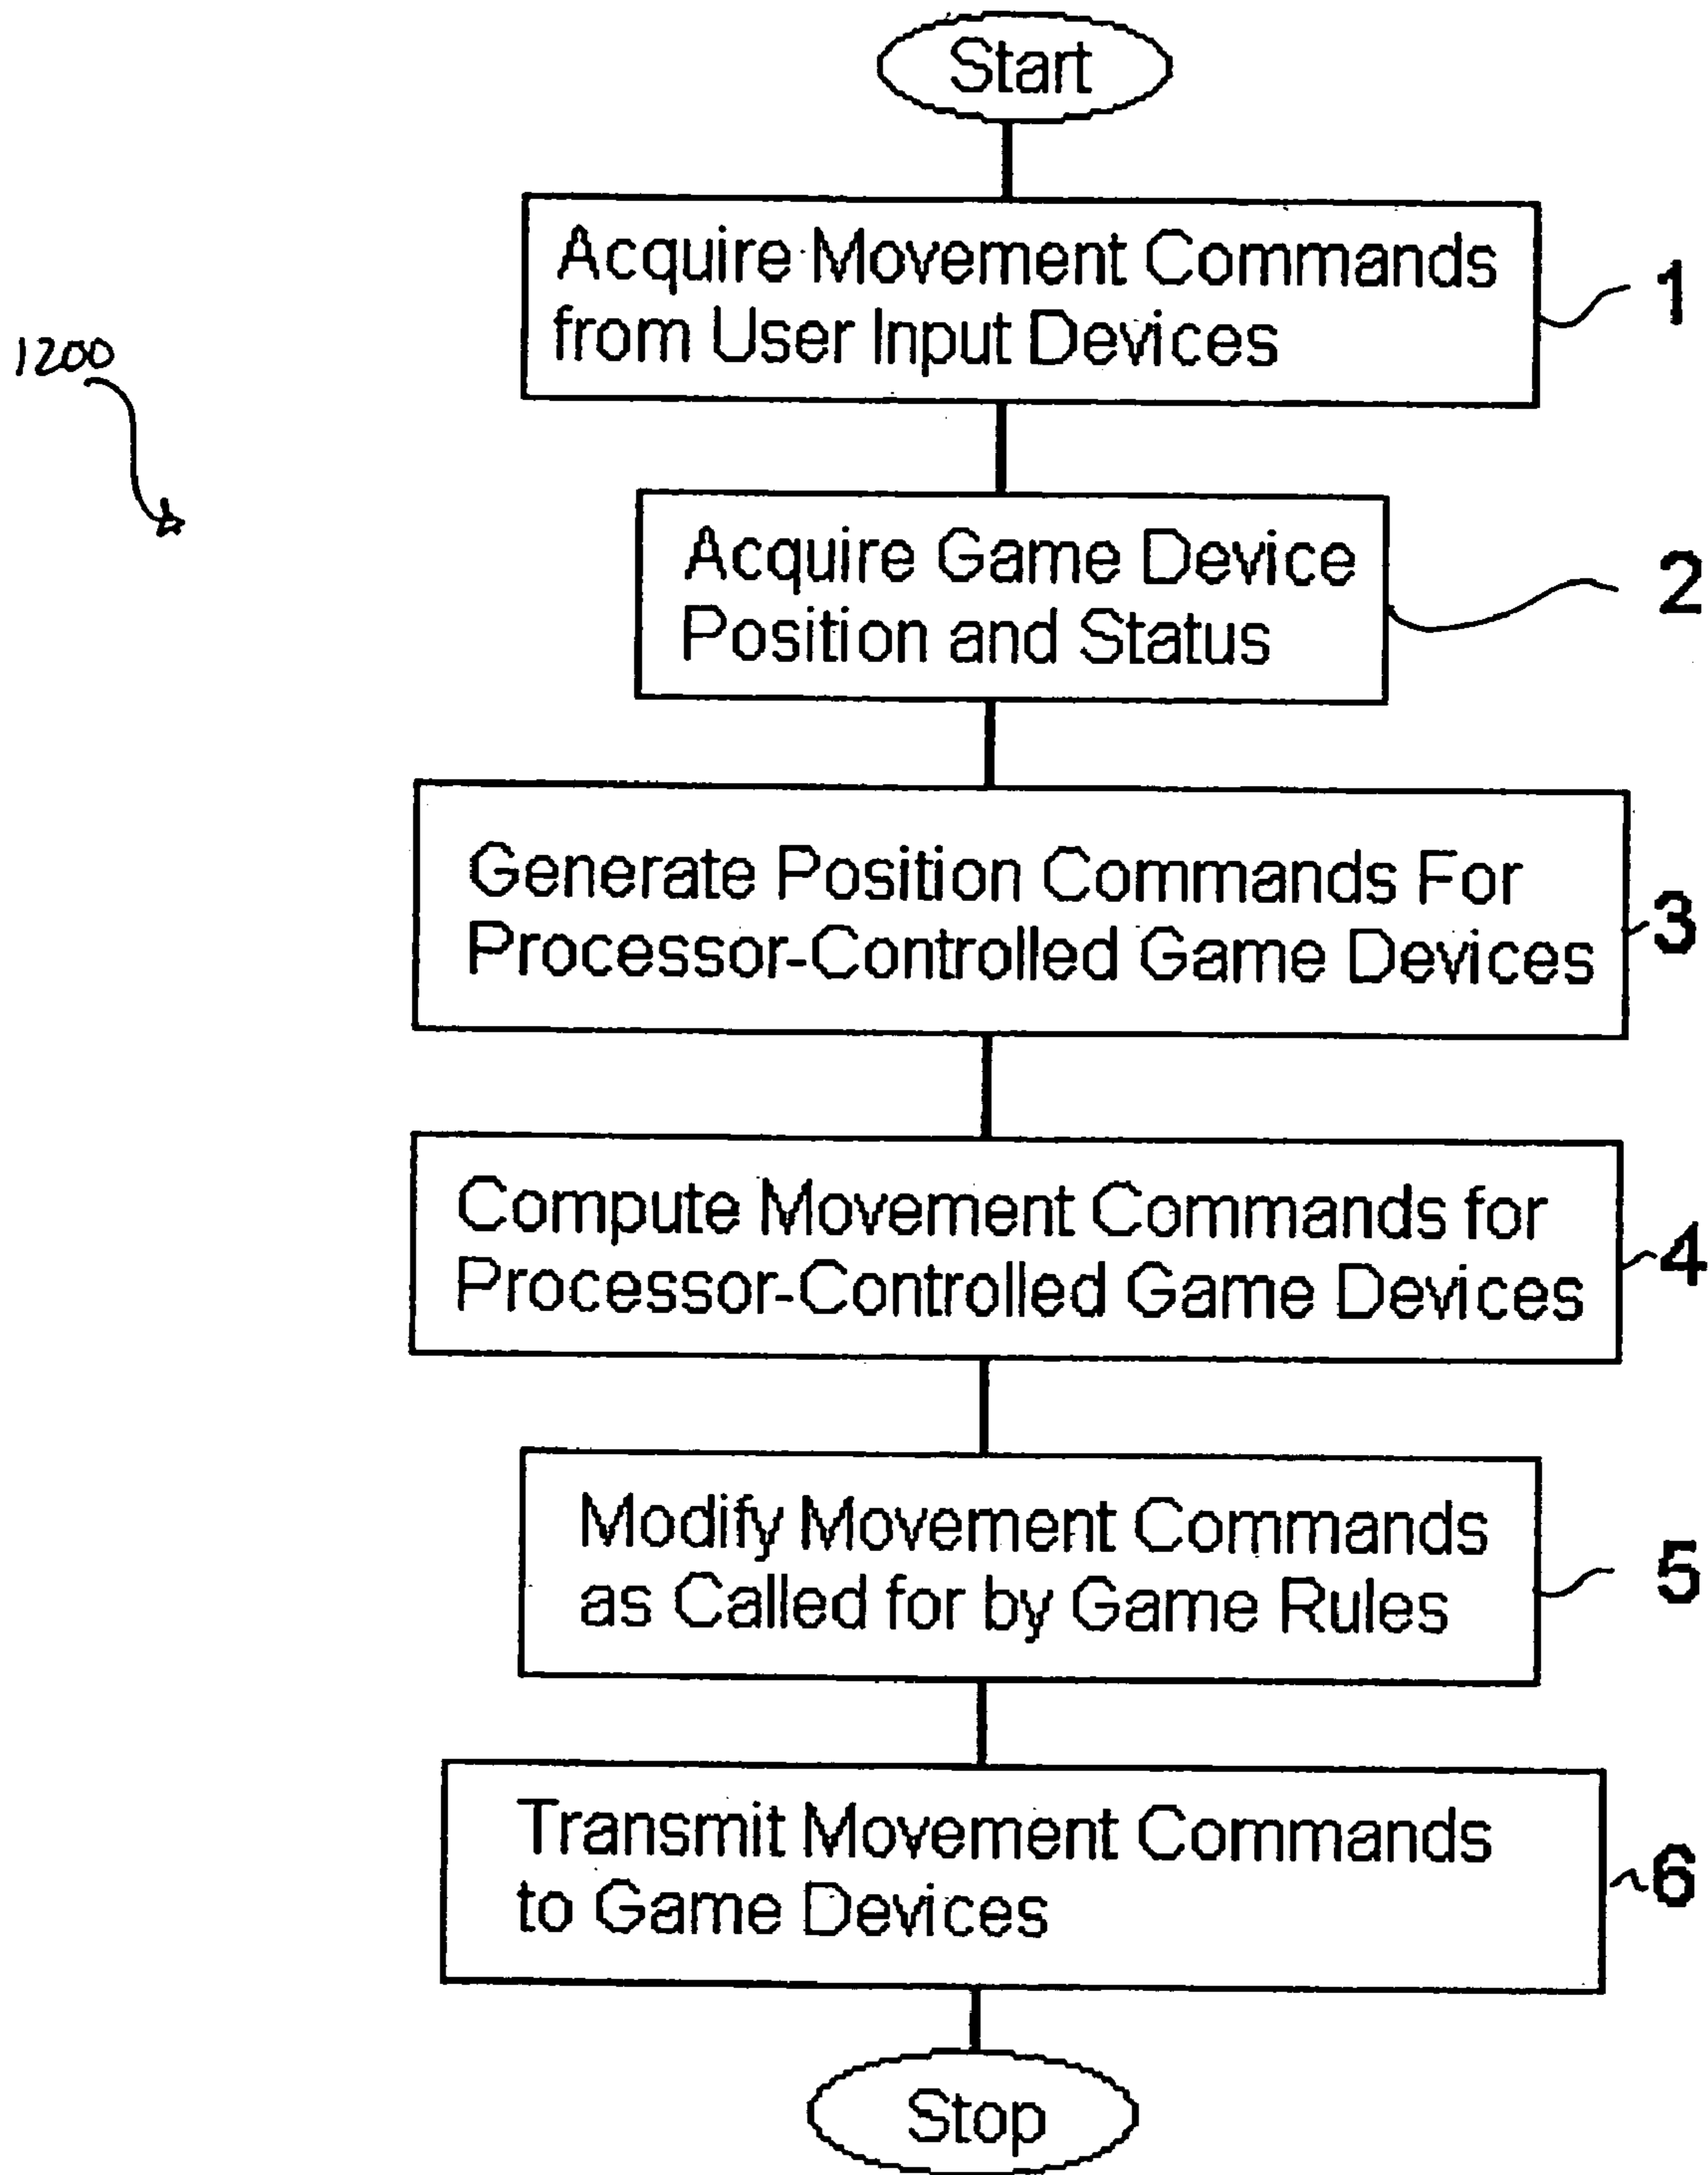 Start
Acquire Movement Commands
from User Input Devices
1
1200
Acquire Game Device
Position and Status
2
Generate Position Commands For
Processor-Controlled Game Devices
3
Compute Movement Commands for
Processor-Controlled Game Devices
4
Modify Movement Commands
as Called for by Game Rules
5
Transmit Movement Commands
to Game Devices
6
Stop